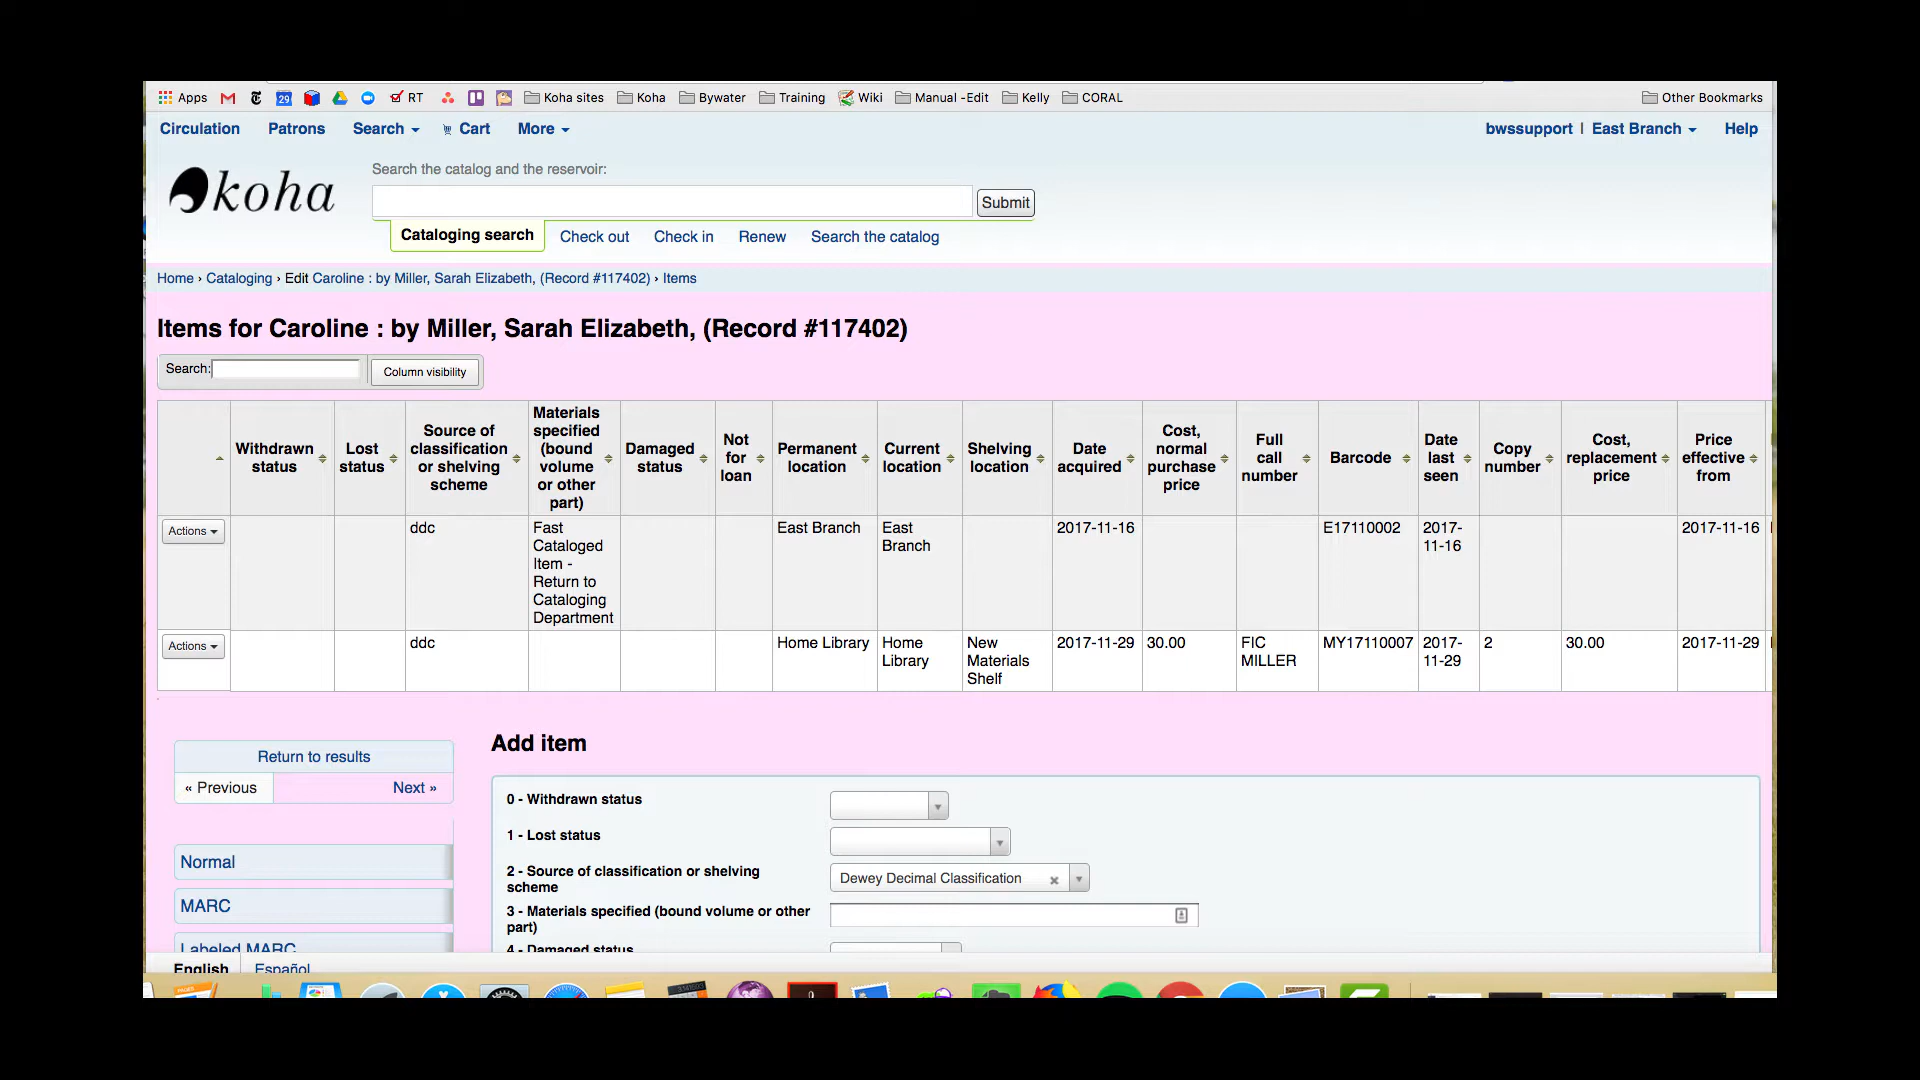 Apps 29 RT Koha sites Koha Bywater Training Wiki Manual -Edit Kelly CORAL Other Bookmarks
Circulation Patrons Search Cart More bwssupport | East Branch Help
Search the catalog and the reservoir:
koha
Submit
Cataloging search Check out Check in Renew Search the catalog
Home › Cataloging › Edit Caroline : by Miller, Sarah Elizabeth, (Record #117402) › Items
Items for Caroline : by Miller, Sarah Elizabeth, (Record #117402)
Search: Column visibility
Withdrawn status
Lost status
Source of classification or shelving scheme
Materials specified (bound volume or other part)
Damaged status
Not for loan
Permanent location
Current location
Shelving location
Date acquired
Cost, normal purchase price
Full call number
Barcode
Date last seen
Copy number
Cost, replacement price
Price effective from
Actions ddc Fast Cataloged Item - Return to Cataloging Department East Branch East Branch 2017-11-16 E17110002 2017-11-16 2017-11-16
Actions ddc Home Library Home Library New Materials Shelf 2017-11-29 30.00 FIC MILLER MY17110007 2017-11-29 2 30.00 2017-11-29
Return to results
« Previous Next »
Normal
MARC
Labeled MARC
Add item
0 - Withdrawn status
1 - Lost status
2 - Source of classification or shelving scheme
Dewey Decimal Classification
3 - Materials specified (bound volume or other part)
4 - Damaged status
English Español